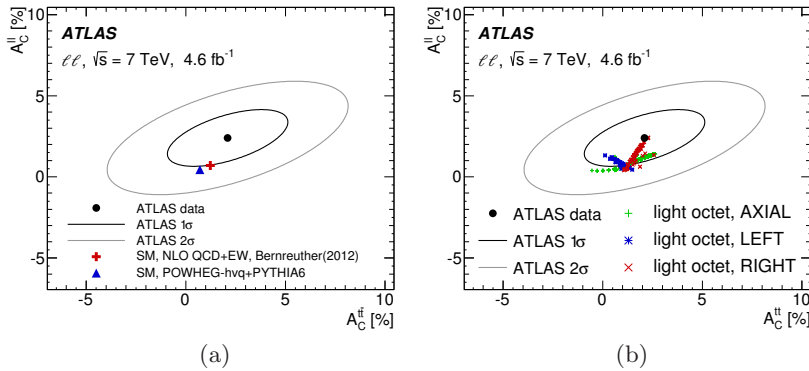 A_C^{ll} [%]
ATLAS
ℓℓ, √s = 7 TeV, 4.6 fb⁻¹
5
0
-5
ATLAS data
ATLAS 1σ
ATLAS 2σ
SM, NLO QCD+EW, Bernreuther(2012)
SM, POWHEG-hvq+PYTHIA6
-5 0 5 10
A_C^{tt̄} [%]
(a)
A_C^{ll} [%]
ATLAS
ℓℓ, √s = 7 TeV, 4.6 fb⁻¹
5
0
-5
ATLAS data light octet, AXIAL
ATLAS 1σ light octet, LEFT
ATLAS 2σ light octet, RIGHT
-5 0 5 10
A_C^{tt̄} [%]
(b)